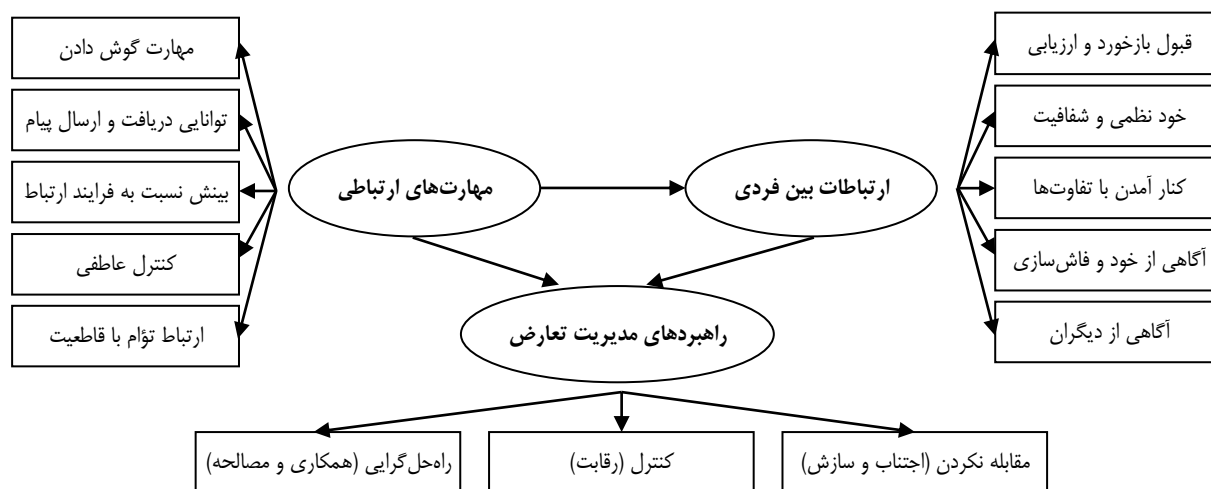 قبول بازخورد و ارزیابی
خود نظمی و شفافیت
کنار آمدن با تفاوت‌ها
آگاهی از خود و فاش‌سازی
آگاهی از دیگران
ارتباطات بین فردی
مهارت‌های ارتباطی
مهارت گوش دادن
توانایی دریافت و ارسال پیام
بینش نسبت به فرایند ارتباط
کنترل عاطفی
ارتباط تؤام با قاطعیت
راهبردهای مدیریت تعارض
مقابله نکردن (اجتناب و سازش)
کنترل (رقابت)
راه‌حل‌گرایی (همکاری و مصالحه)